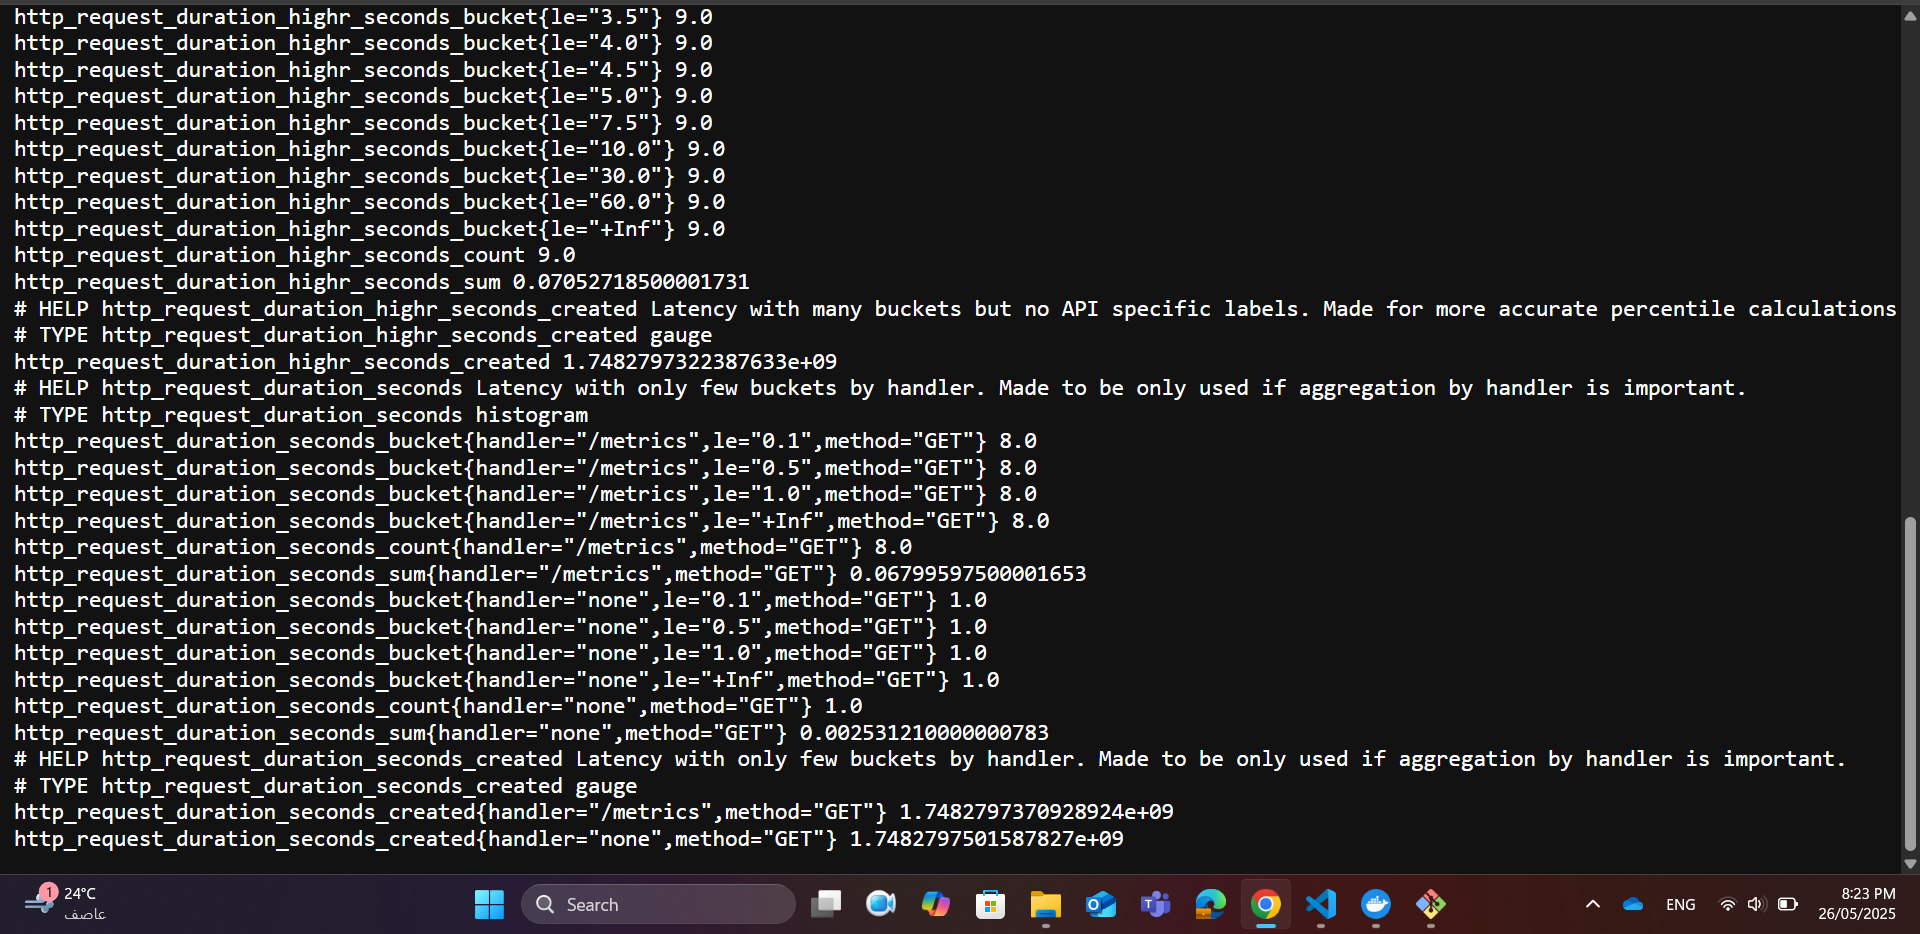 http_request_duration_highr_seconds_bucket{le="3.5"} 9.0
http_request_duration_highr_seconds_bucket{le="4.0"} 9.0
http_request_duration_highr_seconds_bucket{le="4.5"} 9.0
http_request_duration_highr_seconds_bucket{le="5.0"} 9.0
http_request_duration_highr_seconds_bucket{le="7.5"} 9.0
http_request_duration_highr_seconds_bucket{le="10.0"} 9.0
http_request_duration_highr_seconds_bucket{le="30.0"} 9.0
http_request_duration_highr_seconds_bucket{le="60.0"} 9.0
http_request_duration_highr_seconds_bucket{le="+Inf"} 9.0
http_request_duration_highr_seconds_count 9.0
http_request_duration_highr_seconds_sum 0.07052718500001731
# HELP http_request_duration_highr_seconds_created Latency with many buckets but no API specific labels. Made for more accurate percentile calculations
# TYPE http_request_duration_highr_seconds_created gauge
http_request_duration_highr_seconds_created 1.7482797322387633e+09
# HELP http_request_duration_seconds Latency with only few buckets by handler. Made to be only used if aggregation by handler is important.
# TYPE http_request_duration_seconds histogram
http_request_duration_seconds_bucket{handler="/metrics",le="0.1",method="GET"} 8.0
http_request_duration_seconds_bucket{handler="/metrics",le="0.5",method="GET"} 8.0
http_request_duration_seconds_bucket{handler="/metrics",le="1.0",method="GET"} 8.0
http_request_duration_seconds_bucket{handler="/metrics",le="+Inf",method="GET"} 8.0
http_request_duration_seconds_count{handler="/metrics",method="GET"} 8.0
http_request_duration_seconds_sum{handler="/metrics",method="GET"} 0.06799597500001653
http_request_duration_seconds_bucket{handler="none",le="0.1",method="GET"} 1.0
http_request_duration_seconds_bucket{handler="none",le="0.5",method="GET"} 1.0
http_request_duration_seconds_bucket{handler="none",le="1.0",method="GET"} 1.0
http_request_duration_seconds_bucket{handler="none",le="+Inf",method="GET"} 1.0
http_request_duration_seconds_count{handler="none",method="GET"} 1.0
http_request_duration_seconds_sum{handler="none",method="GET"} 0.002531210000000783
# HELP http_request_duration_seconds_created Latency with only few buckets by handler. Made to be only used if aggregation by handler is important.
# TYPE http_request_duration_seconds_created gauge
http_request_duration_seconds_created{handler="/metrics",method="GET"} 1.7482797370928924e+09
http_request_duration_seconds_created{handler="none",method="GET"} 1.7482797501587827e+09
1
24°C
عاصف
Search
ENG
8:23 PM
26/05/2025